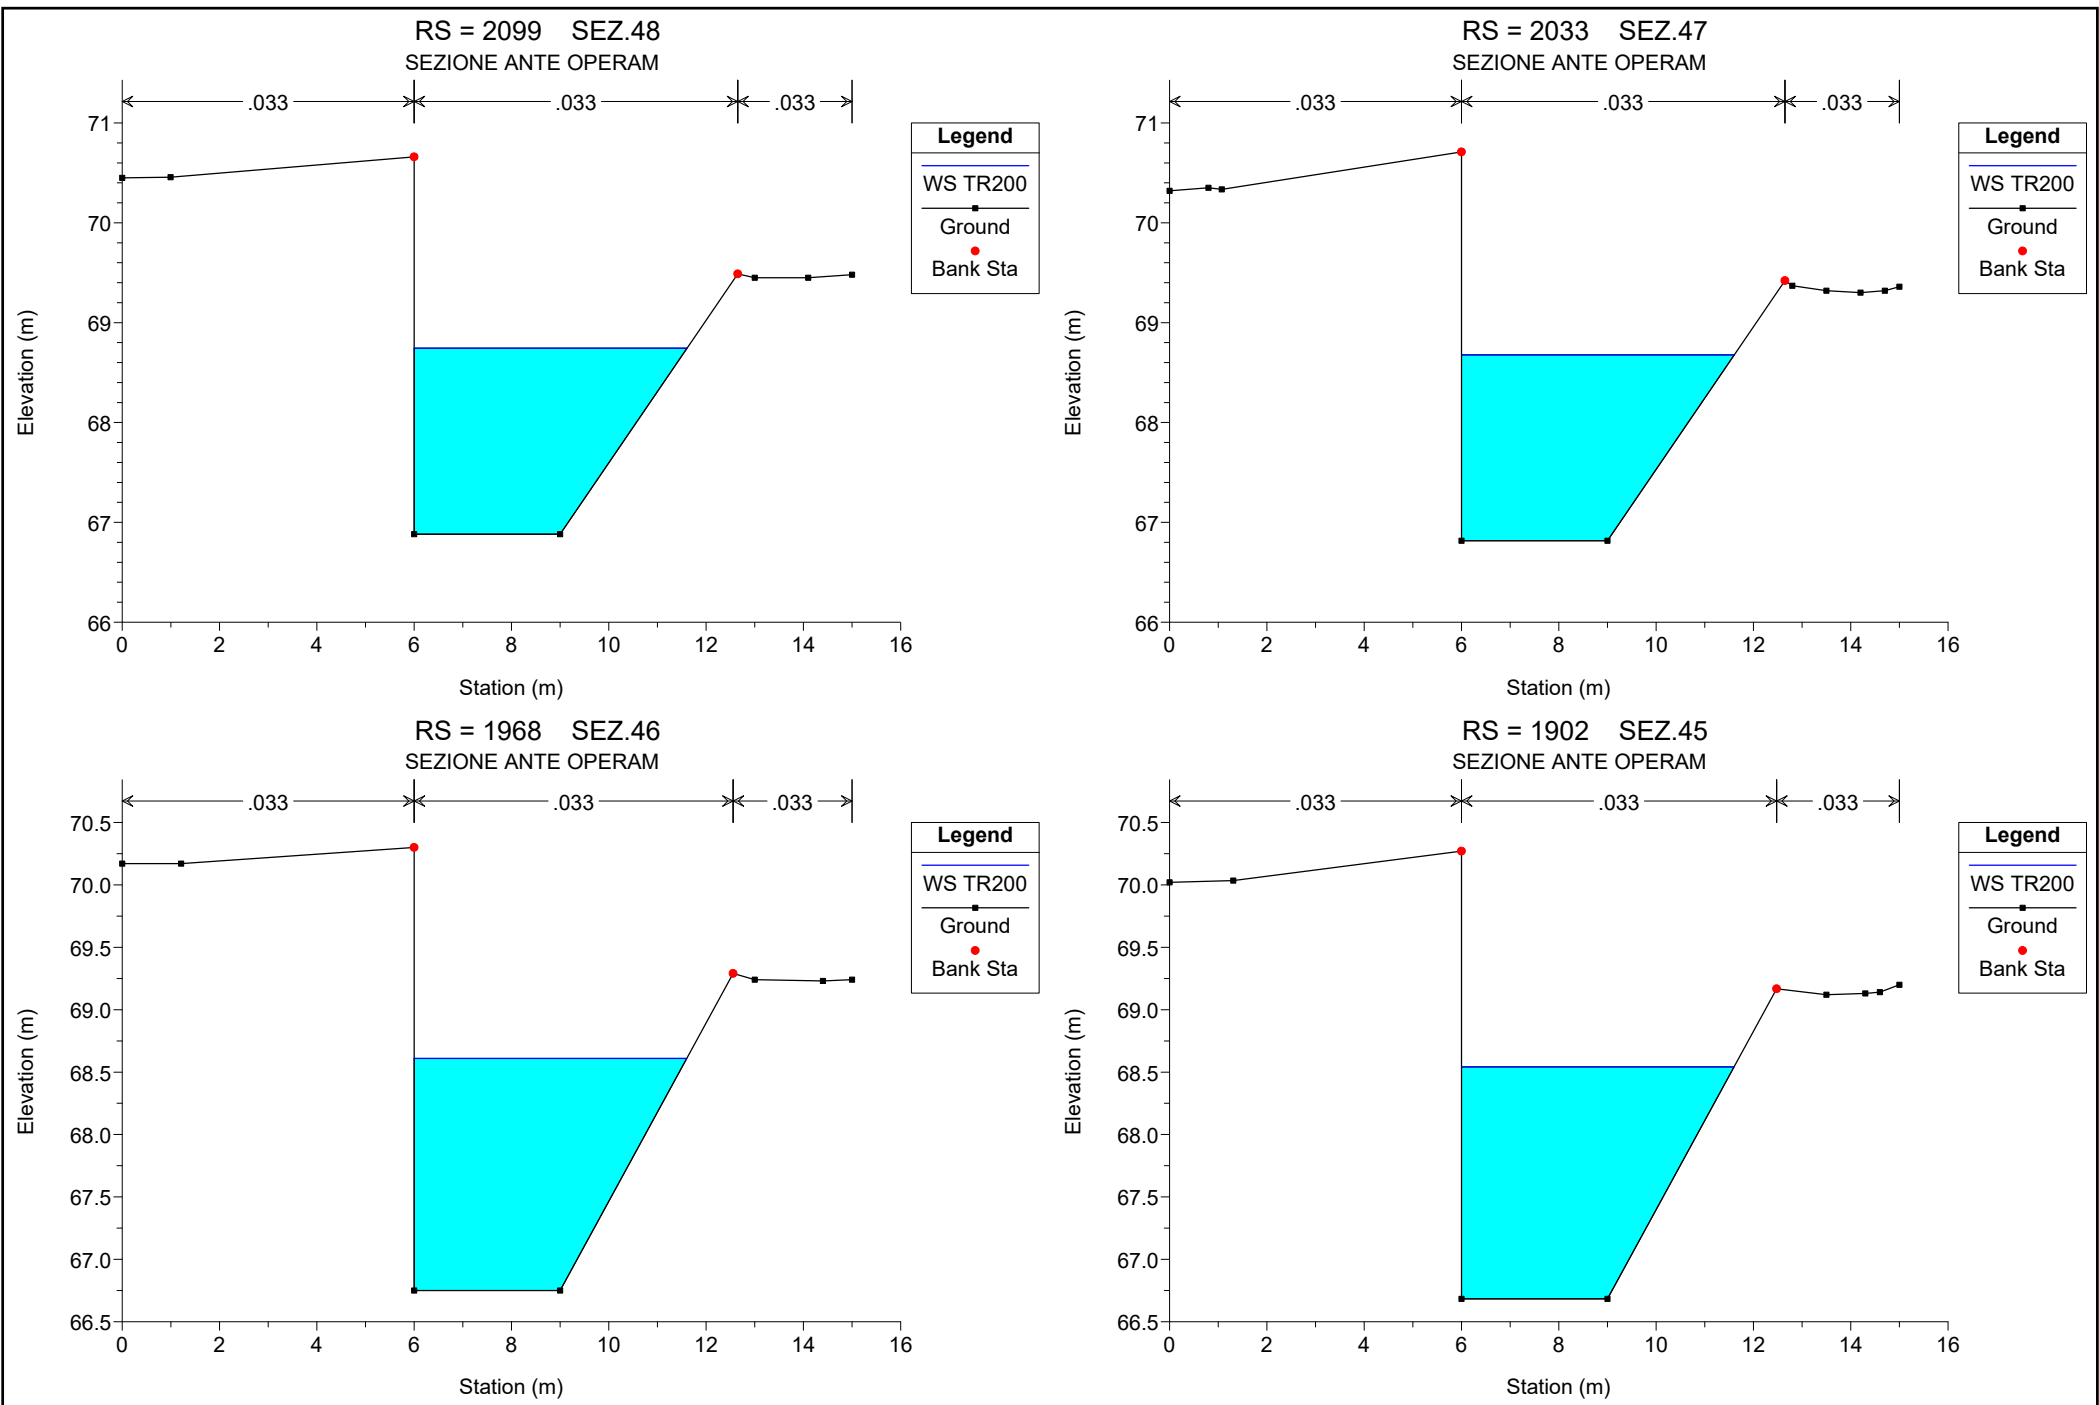 RS = 2099 SEZ.48
SEZIONE ANTE OPERAM
.033 .033 .033
71
70
69
68
67
66
0 2 4 6 8 10 12 14 16
Elevation (m)
Station (m)
Legend
WS TR200
Ground
Bank Sta
RS = 2033 SEZ.47
SEZIONE ANTE OPERAM
.033 .033 .033
71
70
69
68
67
66
0 2 4 6 8 10 12 14 16
Elevation (m)
Station (m)
Legend
WS TR200
Ground
Bank Sta
RS = 1968 SEZ.46
SEZIONE ANTE OPERAM
.033 .033 .033
70.5
70.0
69.5
69.0
68.5
68.0
67.5
67.0
66.5
0 2 4 6 8 10 12 14 16
Elevation (m)
Station (m)
Legend
WS TR200
Ground
Bank Sta
RS = 1902 SEZ.45
SEZIONE ANTE OPERAM
.033 .033 .033
70.5
70.0
69.5
69.0
68.5
68.0
67.5
67.0
66.5
0 2 4 6 8 10 12 14 16
Elevation (m)
Station (m)
Legend
WS TR200
Ground
Bank Sta